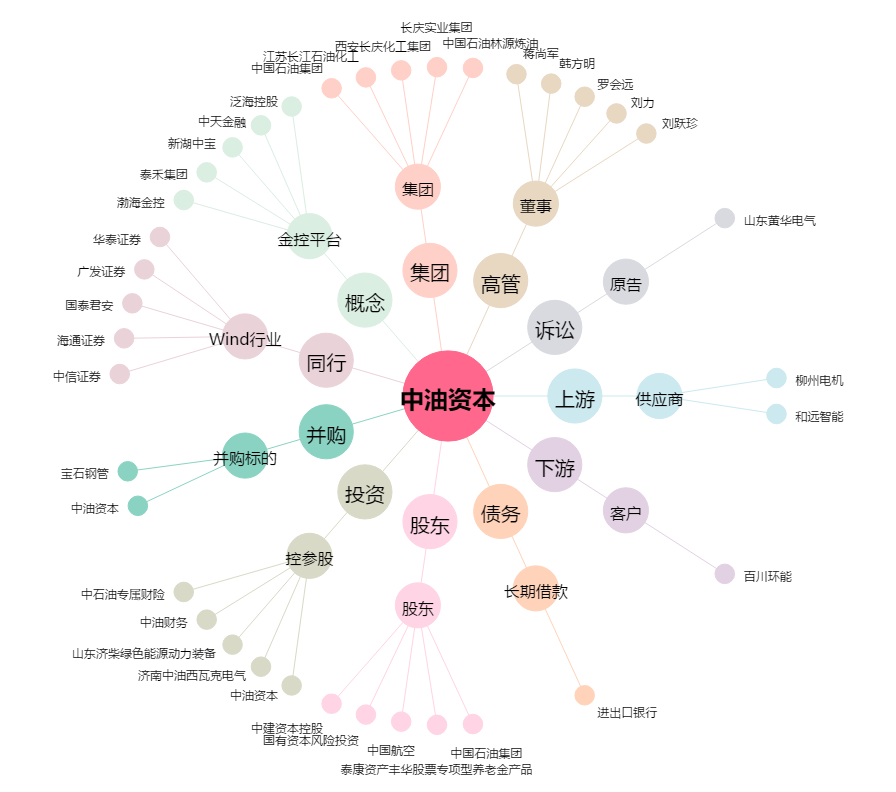 长庆实业集团
西安长庆化工集团
中国石油林源炼油
江苏长江石油化工
中国石油集团
蒋尚军
韩方明
罗会远
刘力
刘跃珍
泛海控股
中天金融
新湖中宝
泰禾集团
渤海金控
集团
董事
山东黄华电气
华泰证券
金控平台
广发证券
集团
高管
原告
国泰君安
概念
海通证券
Wind行业
诉讼
中信证券
同行
中油资本
上游
供应商
柳州电机
和远智能
并购
并购标的
下游
宝石钢管
中油资本
投资
股东
债务
客户
控参股
百川环能
中石油专属财险
长期借款
股东
中油财务
山东济柴绿色能源动力装备
济南中油西瓦克电气
中油资本
进出口银行
中建资本控股
国有资本风险投资
中国航空
中国石油集团
泰康资产丰华股票专项型养老金产品